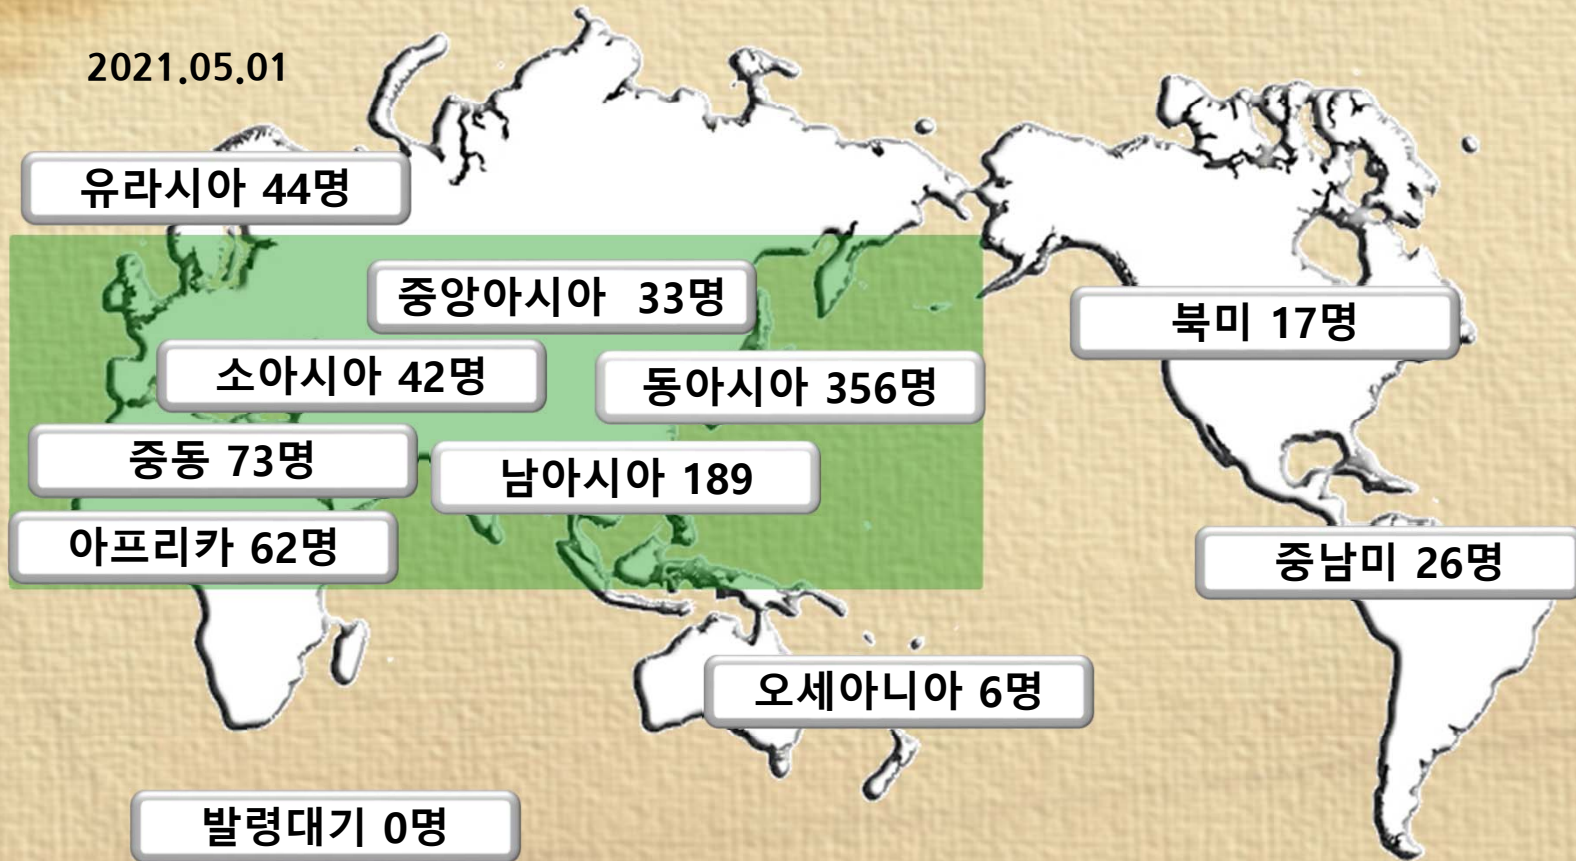 2021.05.01
유라시아 44명
중앙아시아  33명
북미 17명
소아시아 42명
동아시아 356명
중동 73명
남아시아 189
아프리카 62명
중남미 26명
오세아니아 6명
발령대기 0명